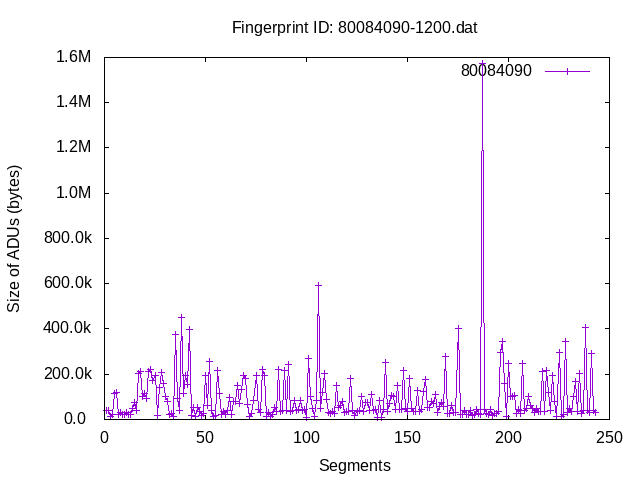 Fingerprint ID: 80084090-1200.dat
1.6M
80084090
1.4M
1.2M
1.0M
800.0k
600.0k
400.0k
200.0k
0.0
Size of ADUs (bytes)
0 50 100 150 200 250
Segments